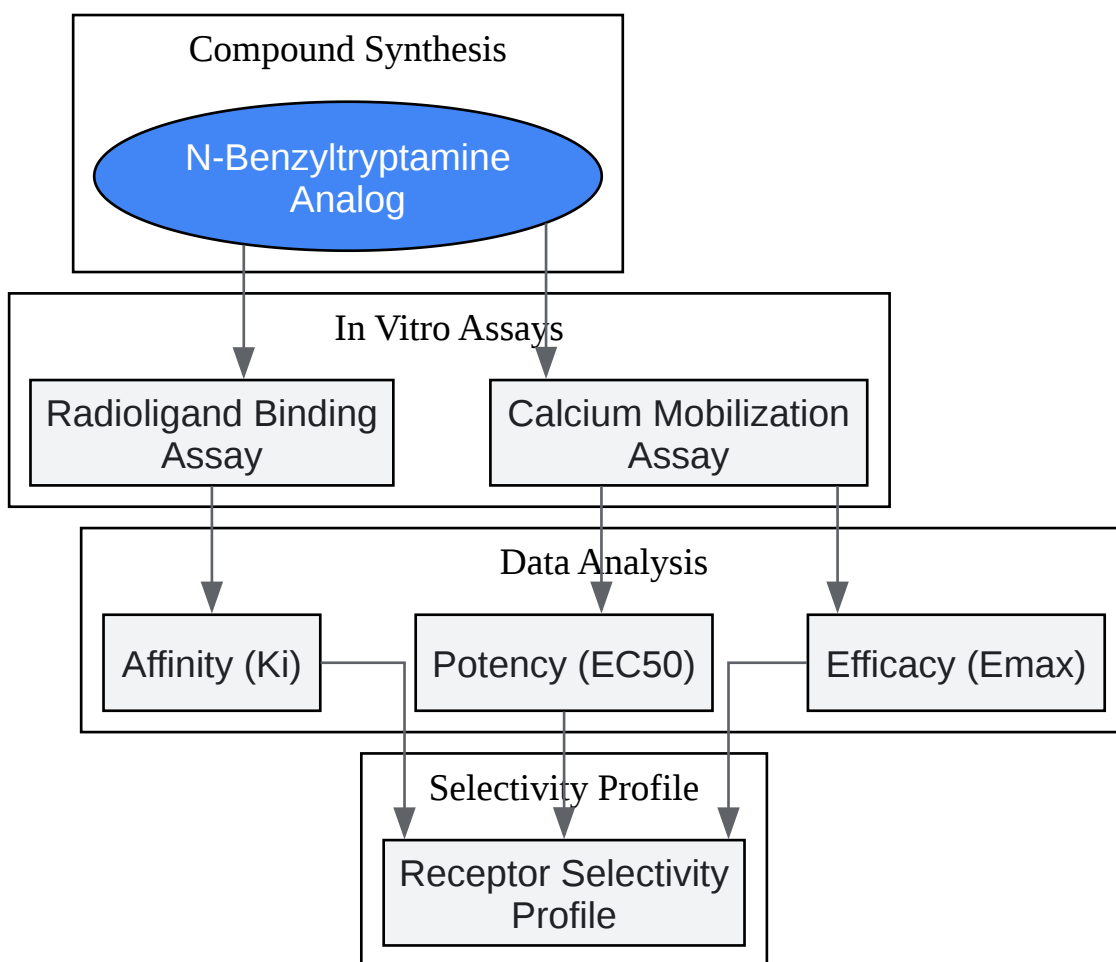 Compound Synthesis
N-Benzyltryptamine
Analog
In Vitro Assays
Radioligand Binding
Assay
Calcium Mobilization
Assay
Data Analysis
Affinity (Ki)
Potency (EC50)
Efficacy (Emax)
Selectivity Profile
Receptor Selectivity
Profile